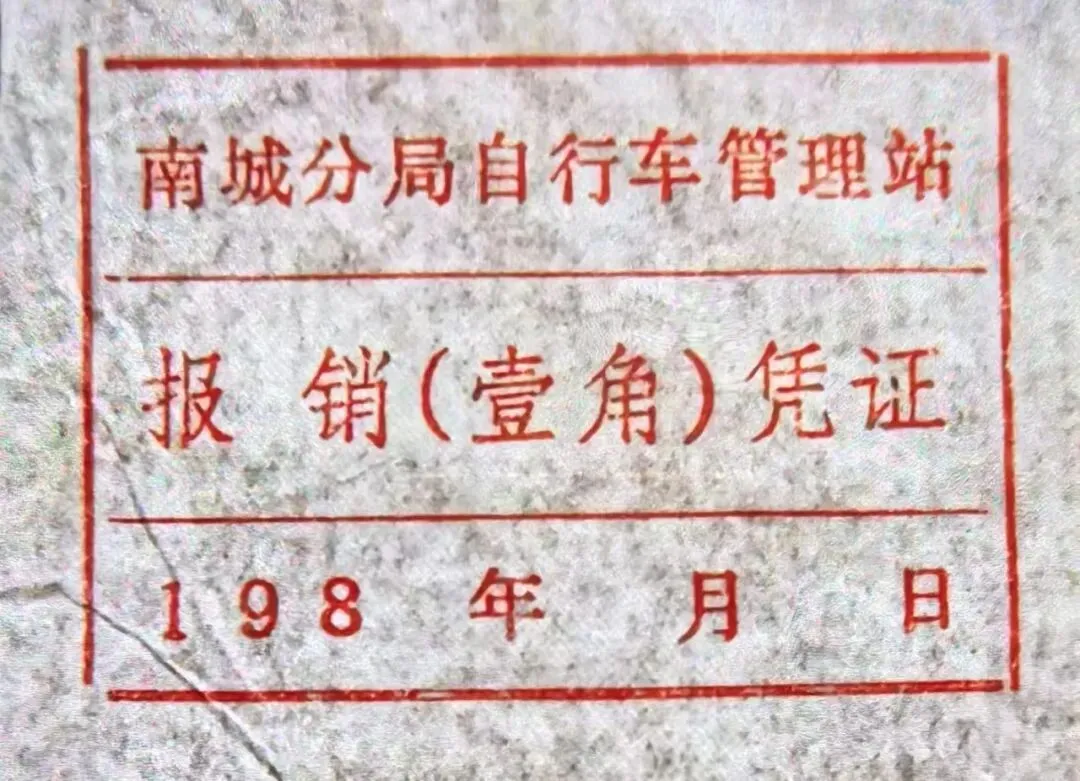 南城分局自行车管理站
报 销(壹角)凭证
198 年 月 日